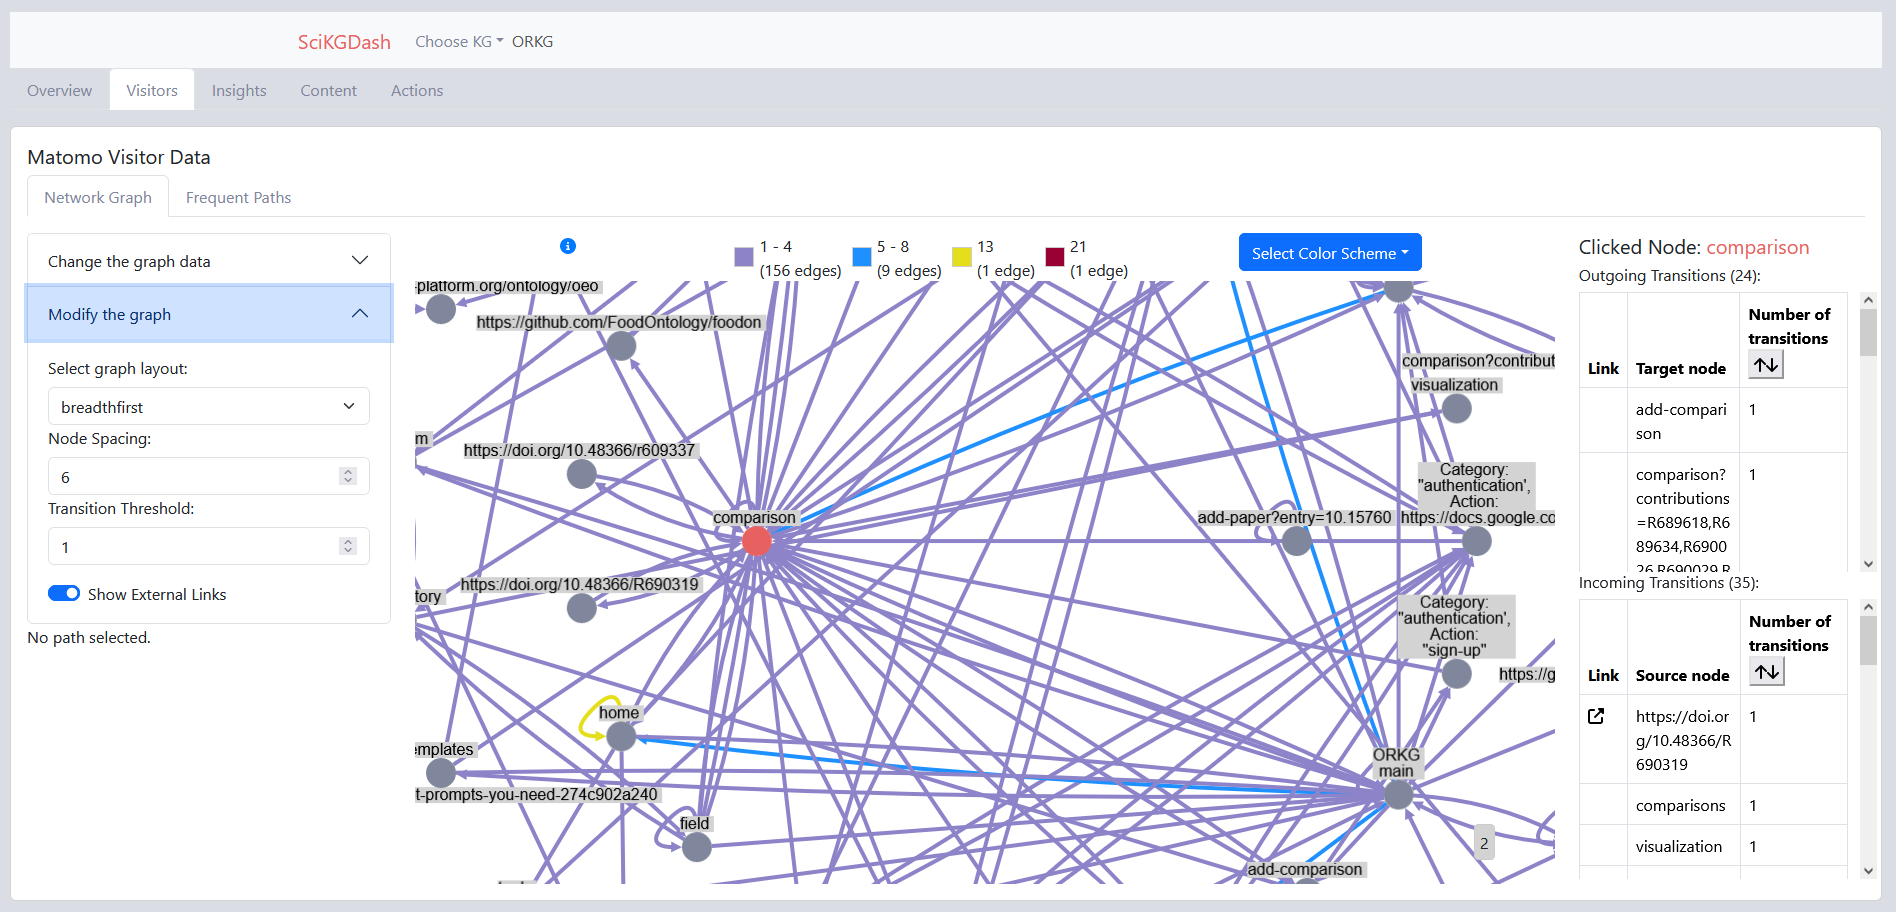 SciKGDash Choose KG ORKG
Overview Visitors Insights Content Actions
Matomo Visitor Data
Network Graph Frequent Paths
Change the graph data
Modify the graph
Select graph layout:
breadthfirst
Node Spacing:
6
Transition Threshold:
1
Show External Links
No path selected.
1 - 4
(156 edges)
5 - 8
(9 edges)
13
(1 edge)
21
(1 edge)
Select Color Scheme
-platform.org/ontology/oeo
https://github.com/FoodOntology/foodon
comparison?contribut
visualization
m
https://doi.org/10.48366/r609337
Category:
"authentication',
Action:
https://docs.google.co
comparison
add-paper?entry=10.15760
https://doi.org/10.48366/R690319
tory
Category:
"authentication',
Action:
"sign-up"
https://g
home
emplates
ORKG
main
t-prompts-you-need-274c902a240
field
2
add-comparison
Clicked Node: comparison
Outgoing Transitions (24):
Link Target node Number of
transitions
add-compari
son
1
comparison?
contributions
=R689618,R6
89634,R6900
26,R690029,R
1
Incoming Transitions (35):
Link Source node Number of
transitions
https://doi.or
g/10.48366/R
690319
1
comparisons 1
visualization 1